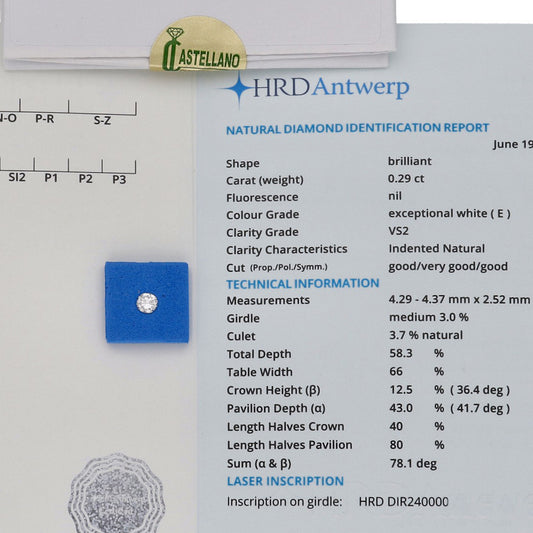 CASTELLANO
HRD Antwerp
NATURAL DIAMOND IDENTIFICATION REPORT
June 19
P-R S-Z
SI2 P1 P2 P3
Shape brilliant
Carat (weight) 0.29 ct
Fluorescence nil
Colour Grade exceptional white ( E )
Clarity Grade VS2
Clarity Characteristics Indented Natural
Cut (Prop./Pol./Symm.) good/very good/good
TECHNICAL INFORMATION
Measurements 4.29 - 4.37 mm x 2.52 mm
Girdle medium 3.0 %
Culet 3.7 % natural
Total Depth 58.3 %
Table Width 66 %
Crown Height (β) 12.5 % ( 36.4 deg )
Pavilion Depth (α) 43.0 % ( 41.7 deg )
Length Halves Crown 40 %
Length Halves Pavilion 80 %
Sum (α & β) 78.1 deg
LASER INSCRIPTION
Inscription on girdle: HRD DIR240000